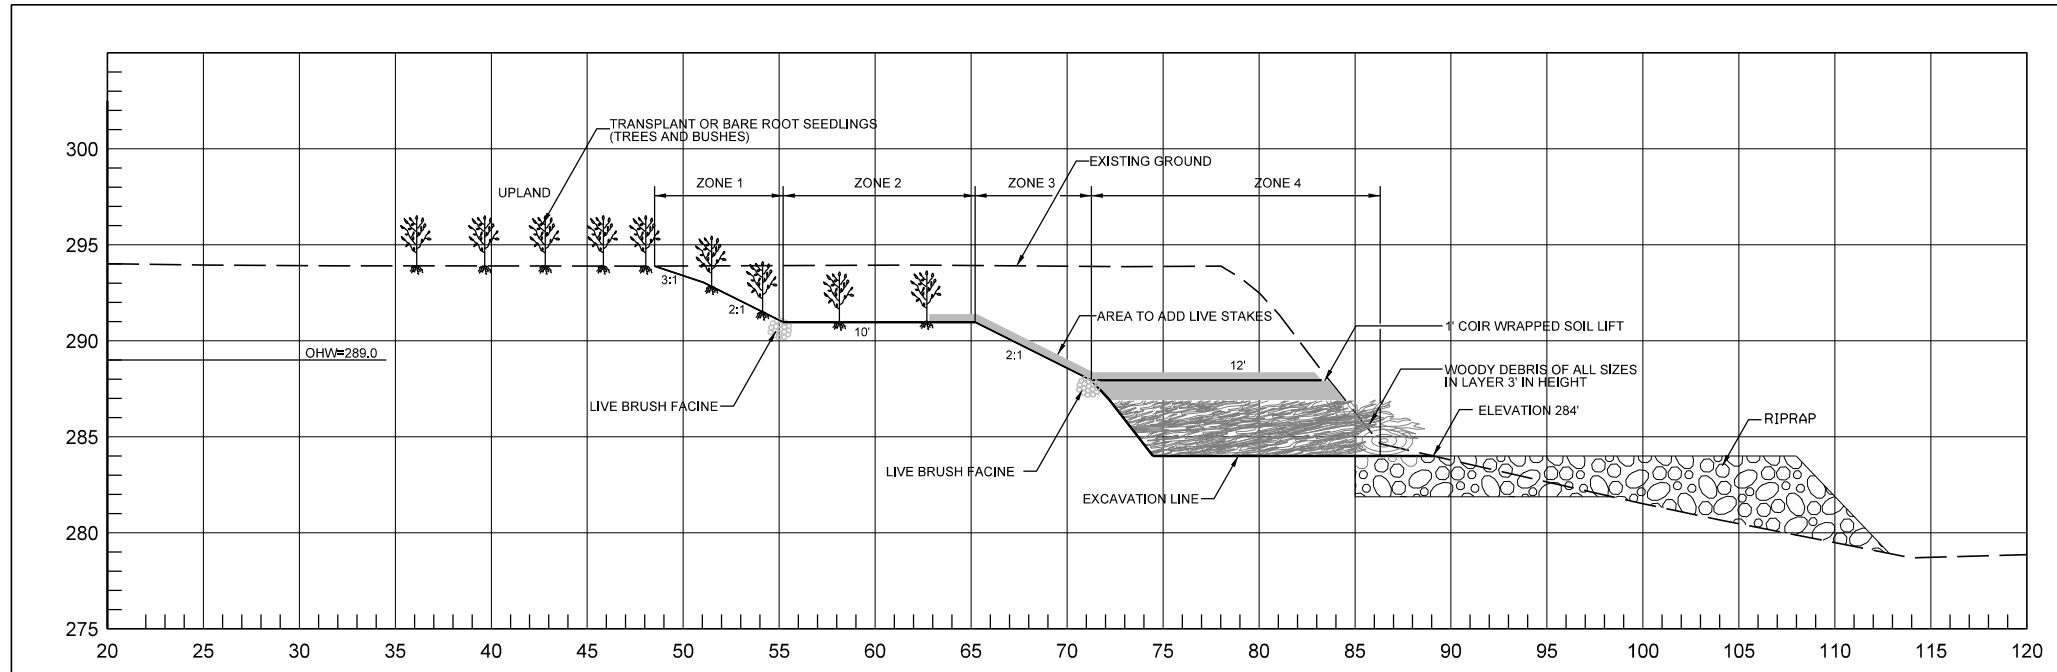 TRANSPLANT OR BARE ROOT SEEDLINGS
(TREES AND BUSHES)
300
EXISTING GROUND
UPLAND
ZONE 1
ZONE 2
ZONE 3
ZONE 4
295
3:1
2:1
10'
AREA TO ADD LIVE STAKES
1' COIR WRAPPED SOIL LIFT
290
OHW=289.0
2:1
12'
WOODY DEBRIS OF ALL SIZES
IN LAYER 3' IN HEIGHT
LIVE BRUSH FACINE
ELEVATION 284'
RIPRAP
285
LIVE BRUSH FACINE
EXCAVATION LINE
280
275
20 25 30 35 40 45 50 55 60 65 70 75 80 85 90 95 100 105 110 115 120